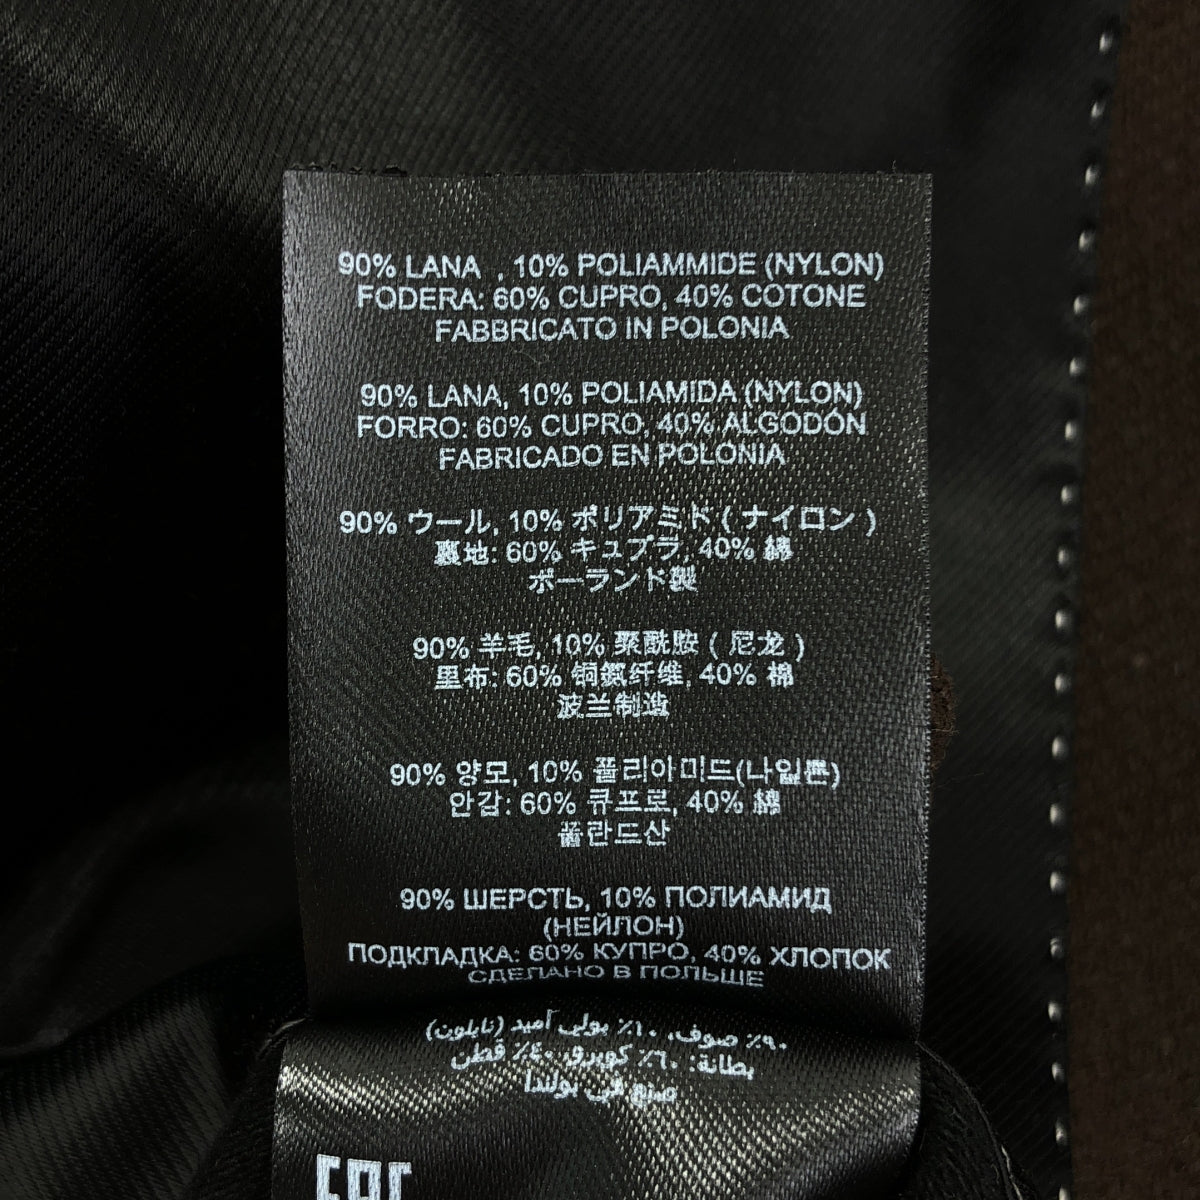 90% LANA , 10% POLIAMMIDE (NYLON)
FODERA: 60% CUPRO, 40% COTONE
FABBRICATO IN POLONIA
90% LANA, 10% POLIAMIDA (NYLON)
FORRO: 60% CUPRO, 40% ALGODÓN
FABRICADO EN POLONIA
90% ウール, 10% ポリアミド ( ナイロン )
裏地: 60% キュプラ, 40% 綿
ポーランド製
90% 羊毛, 10% 聚酰胺 ( 尼龙 )
里布: 60% 铜氨纤维, 40% 棉
波兰制造
90% 양모, 10% 폴리아미드(나일론)
안감: 60% 큐프로, 40% 綿
폴란드산
90% ШЕРСТЬ, 10% ПОЛИАМИД
(НЕЙЛОН)
ПОДКЛАДКА: 60% КУПРО, 40% ХЛОПОК
СДЕЛАНО В ПОЛЬШЕ
٩٠٪ صوف، ١٠٪ بولي أميد (نايلون)
بطانة: ٦٠٪ كوبرو، ٤٠٪ قطن
صنع في بولندا
EAC